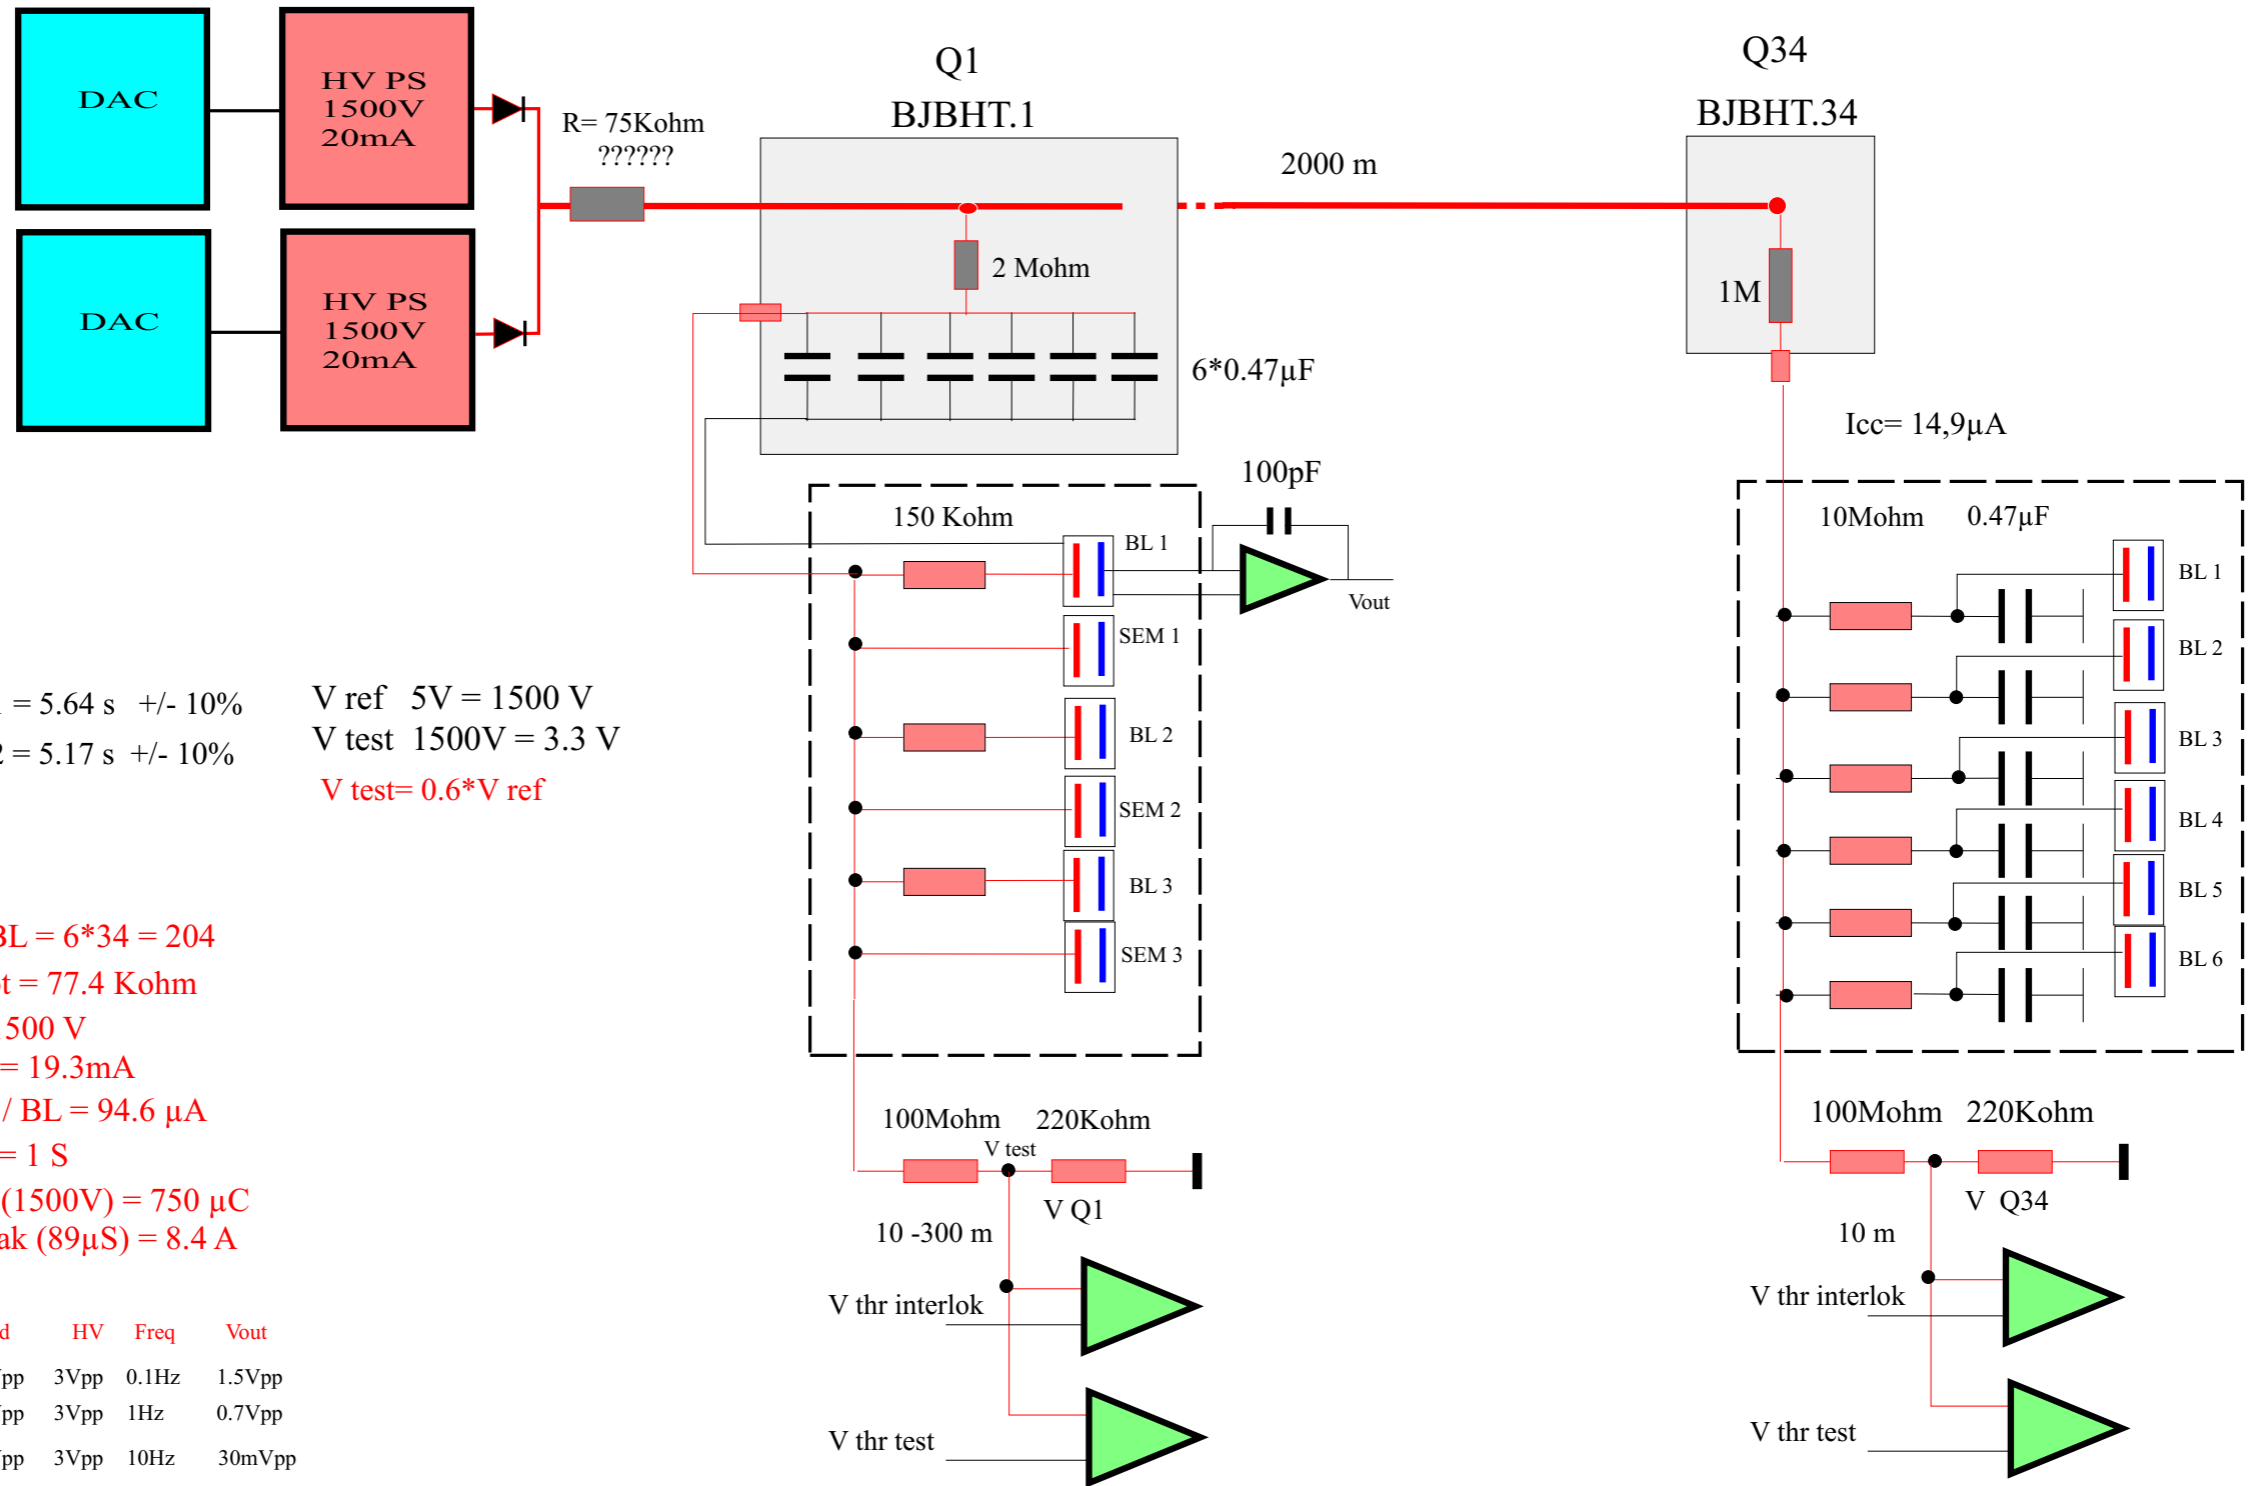 DAC
HV PS
1500V
20mA
DAC
HV PS
1500V
20mA
R= 75Kohm
??????
Q1
BJBHT.1
2 Mohm
6*0.47µF
2000 m
Q34
BJBHT.34
1M
Icc= 14,9µA
100pF
150 Kohm
BL 1
Vout
SEM 1
BL 2
SEM 2
BL 3
SEM 3
10Mohm 0.47µF
BL 1
BL 2
BL 3
BL 4
BL 5
BL 6
= 5.64 s +/- 10%
2 = 5.17 s +/- 10%
V ref 5V = 1500 V
V test 1500V = 3.3 V
V test= 0.6*V ref
BL = 6*34 = 204
t = 77.4 Kohm
500 V
= 19.3mA
/ BL = 94.6 µA
= 1 S
(1500V) = 750 µC
ak (89µS) = 8.4 A
d HV Freq Vout
pp 3Vpp 0.1Hz 1.5Vpp
pp 3Vpp 1Hz 0.7Vpp
pp 3Vpp 10Hz 30mVpp
100Mohm 220Kohm
V test
V Q1
10 -300 m
V thr interlok
V thr test
100Mohm 220Kohm
V Q34
10 m
V thr interlok
V thr test